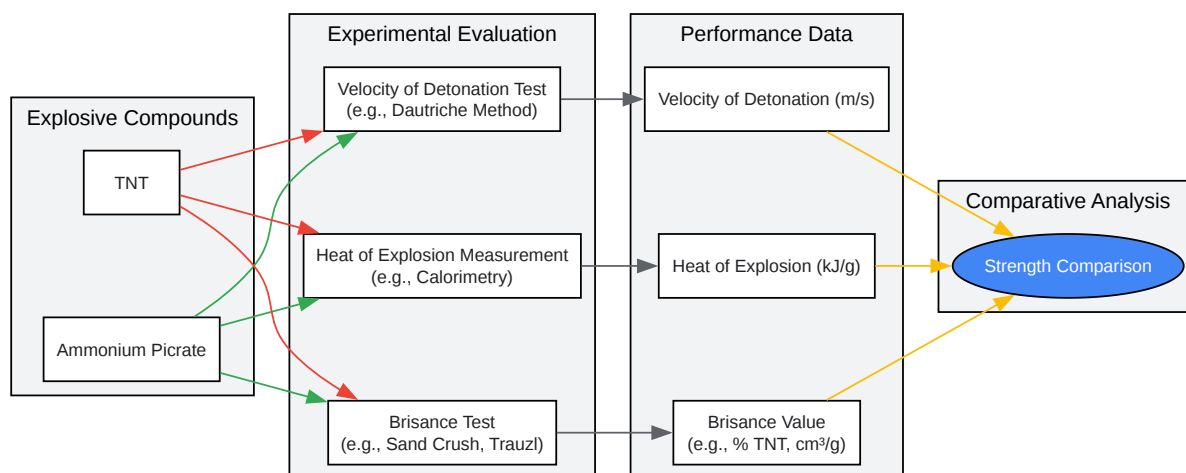 Experimental Evaluation
Performance Data
Velocity of Detonation Test
(e.g., Dautriche Method)
Velocity of Detonation (m/s)
Explosive Compounds
TNT
Comparative Analysis
Heat of Explosion Measurement
(e.g., Calorimetry)
Heat of Explosion (kJ/g)
Strength Comparison
Ammonium Picrate
Brisance Test
(e.g., Sand Crush, Trauzl)
Brisance Value
(e.g., % TNT, cm³/g)